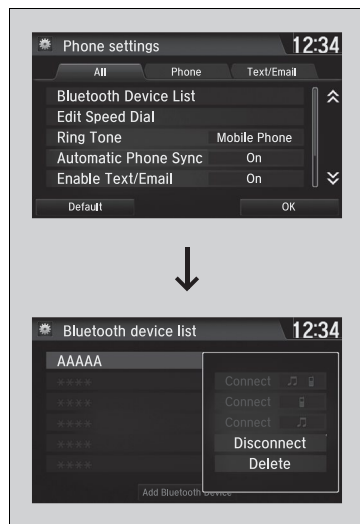 Phone settings 12:34
All Phone Text/Email
Bluetooth Device List
Edit Speed Dial
Ring Tone Mobile Phone
Automatic Phone Sync On
Enable Text/Email On
Default OK
Bluetooth device list 12:34
AAAAA
****
**** Connect
**** Connect
**** Connect
**** Disconnect
**** Delete
Add Bluetooth Device